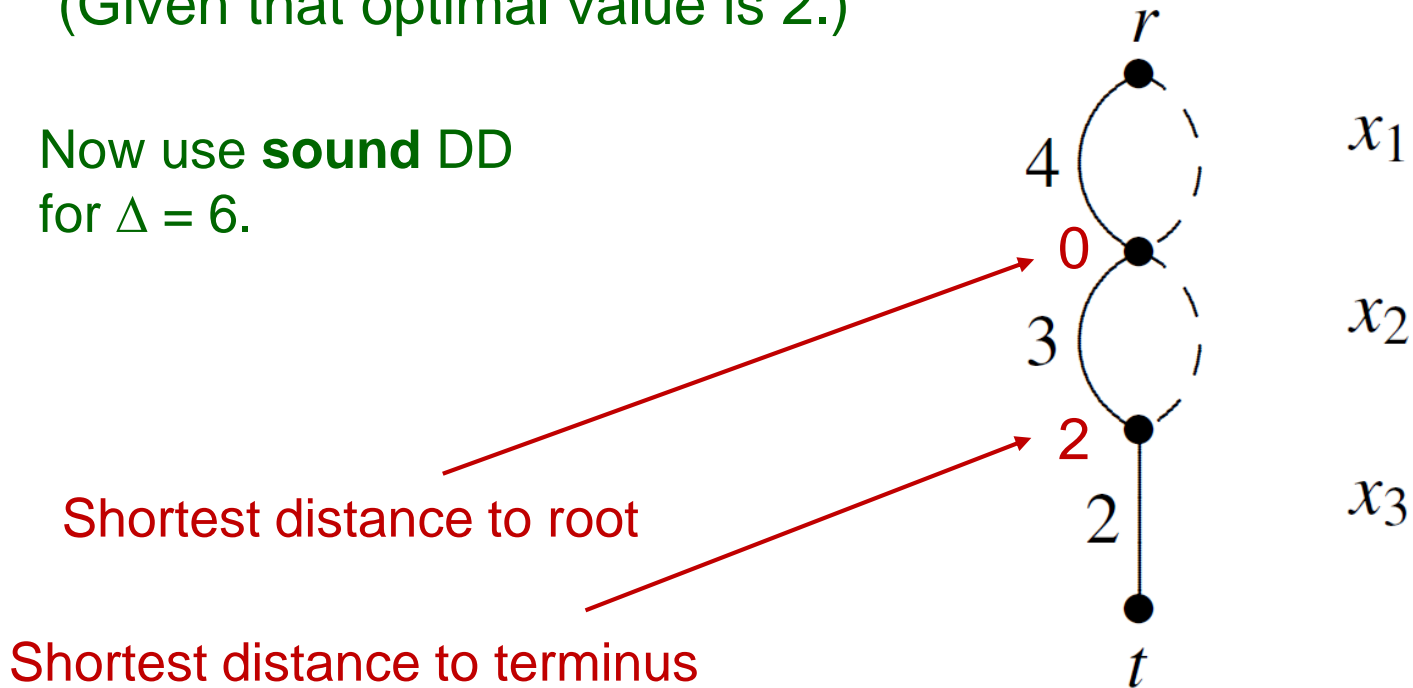 (Given that optimal value is 2.)
r
Now use sound DD
for Δ = 6.
x1
4
0
x2
3
2
Shortest distance to root
2
x3
Shortest distance to terminus
t